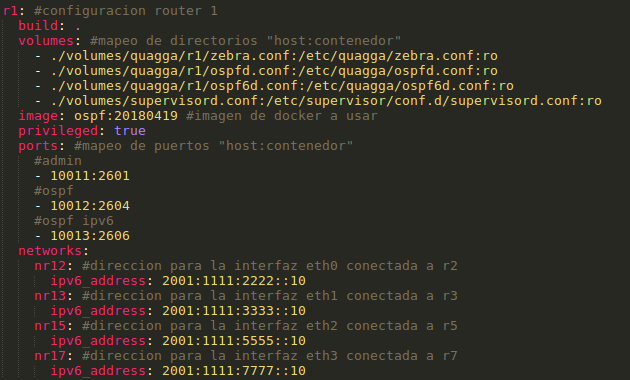 r1: #configuracion router 1
build: .
volumes: #mapeo de directorios "host:contenedor"
- ./volumes/quagga/r1/zebra.conf:/etc/quagga/zebra.conf:ro
- ./volumes/quagga/r1/ospfd.conf:/etc/quagga/ospfd.conf:ro
- ./volumes/quagga/r1/ospf6d.conf:/etc/quagga/ospf6d.conf:ro
- ./volumes/supervisord.conf:/etc/supervisor/conf.d/supervisord.conf:ro
image: ospf:20180419 #imagen de docker a usar
privileged: true
ports: #mapeo de puertos "host:contenedor"
#admin
- 10011:2601
#ospf
- 10012:2604
#ospf ipv6
- 10013:2606
networks:
nr12: #direccion para la interfaz eth0 conectada a r2
ipv6_address: 2001:1111:2222::10
nr13: #direccion para la interfaz eth1 conectada a r3
ipv6_address: 2001:1111:3333::10
nr15: #direccion para la interfaz eth2 conectada a r5
ipv6_address: 2001:1111:5555::10
nr17: #direccion para la interfaz eth3 conectada a r7
ipv6_address: 2001:1111:7777::10